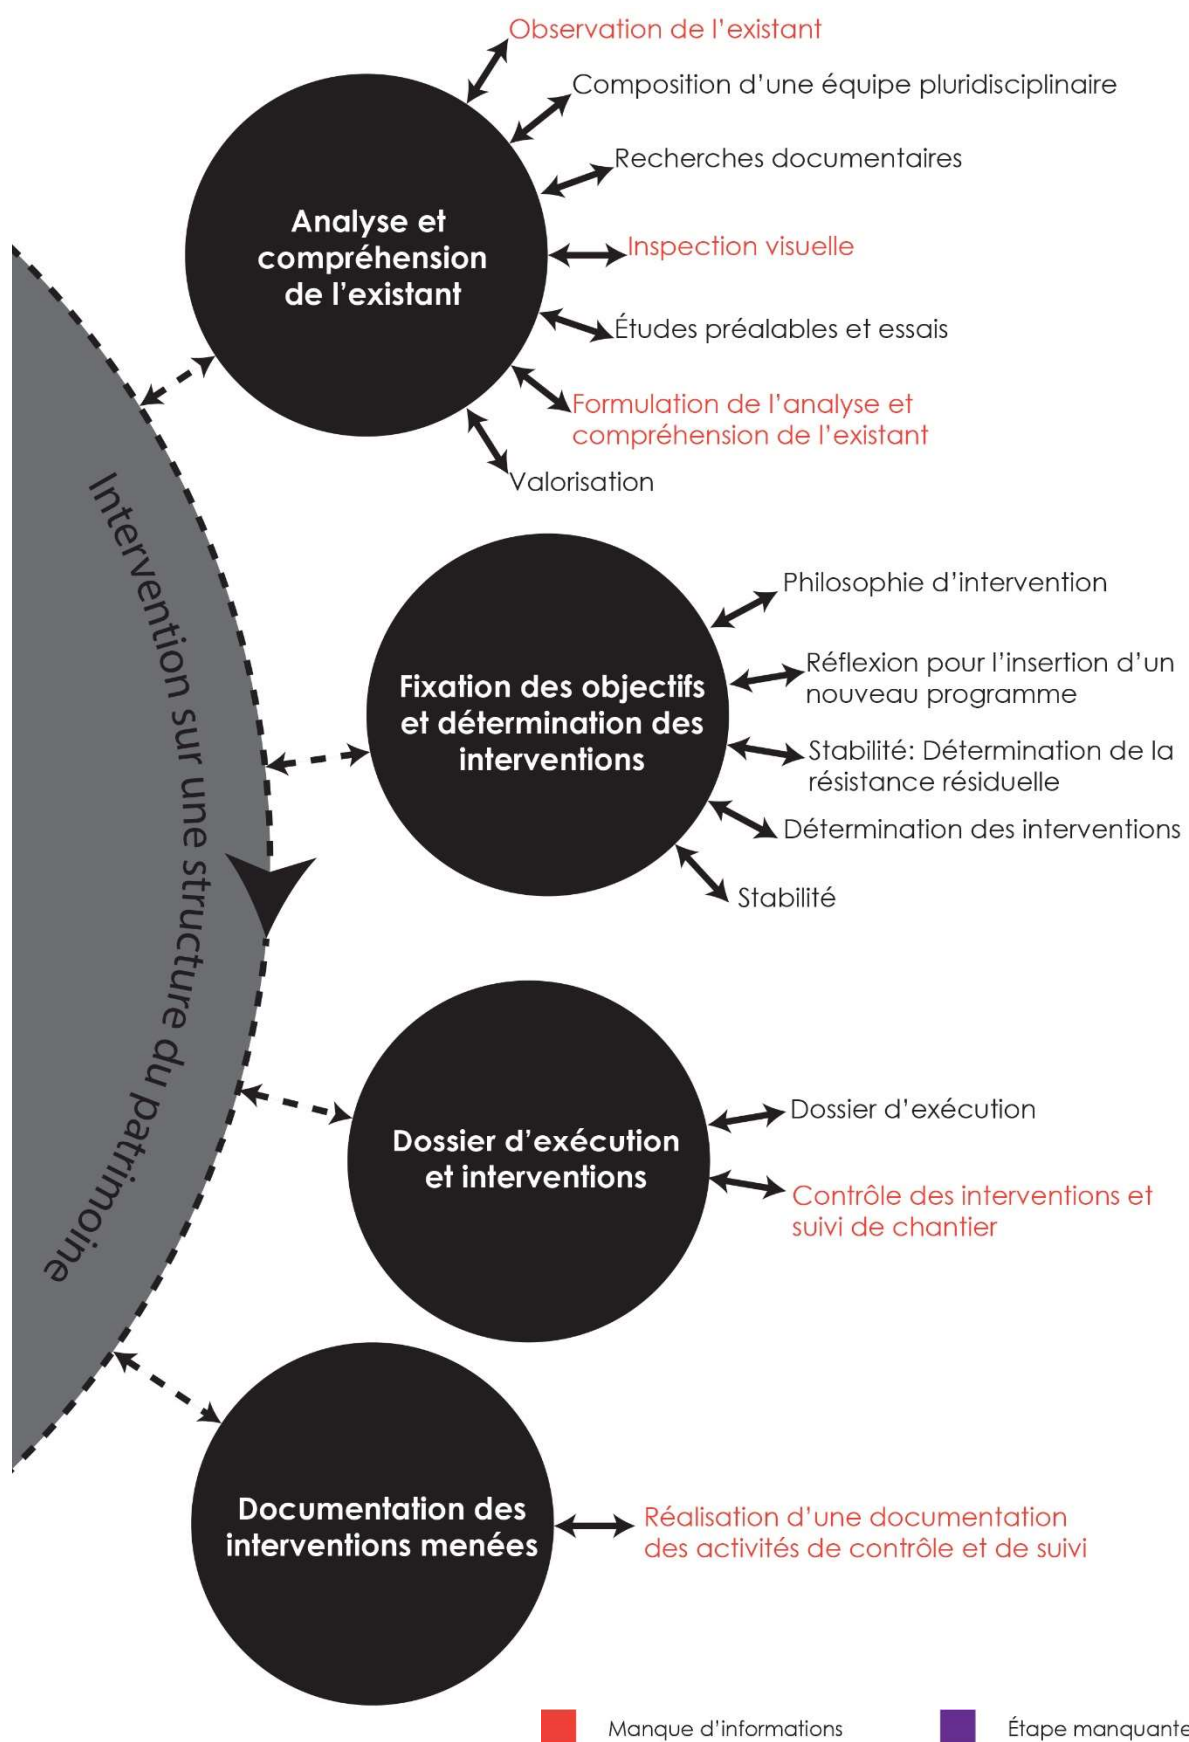 Observation de l’existant
Composition d’une équipe pluridisciplinaire
Recherches documentaires
Analyse et
compréhension
de l’existant
Inspection visuelle
Études préalables et essais
Formulation de l’analyse et
compréhension de l’existant
Valorisation
Intervention sur une structure du patrimoine
Philosophie d’intervention
Réflexion pour l’insertion d’un
nouveau programme
Fixation des objectifs
et détermination des
interventions
Stabilité: Détermination de la
résistance résiduelle
Détermination des interventions
Stabilité
Dossier d’exécution
et interventions
Dossier d’exécution
Contrôle des interventions et
suivi de chantier
Documentation des
interventions menées
Réalisation d’une documentation
des activités de contrôle et de suivi
Manque d’informations
Étape manquante